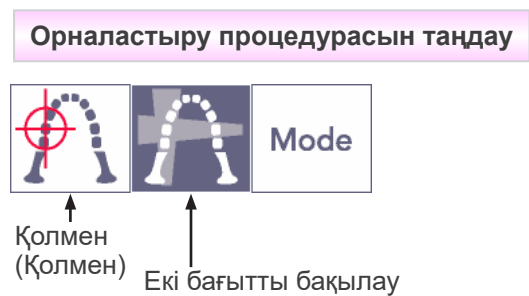 Орналастыру процедурасын таңдау
Mode
Қолмен
(Қолмен)
Екі бағытты бақылау